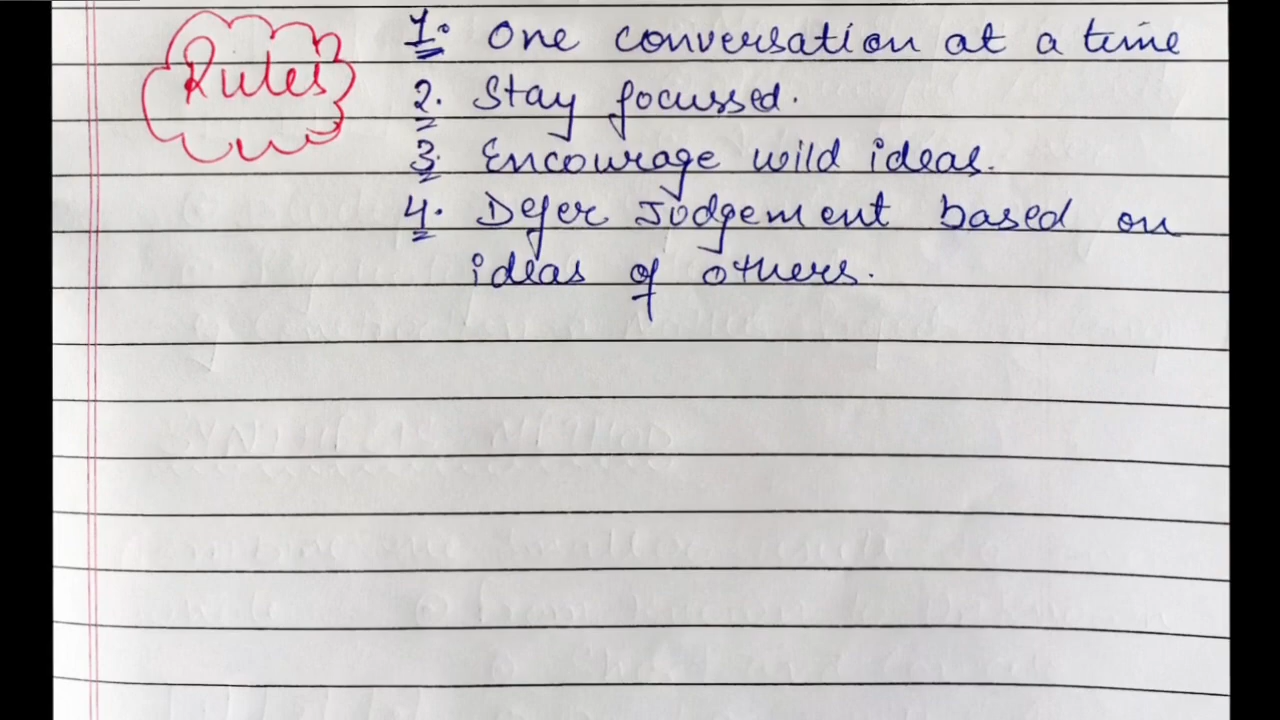 Rules
1. One conversation at a time
2. Stay focussed.
3. Encourage wild ideas.
4. Defer Judgement based on
ideas of others.